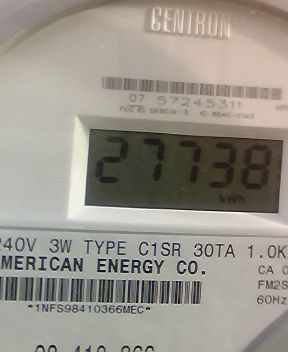 CENTRON
07 57245311
27738
kWh
240V 3W TYPE C1SR 30TA 1.0K
AMERICAN ENERGY CO.
CA 0
FM2S
60Hz
*1NFS98410366MEC*